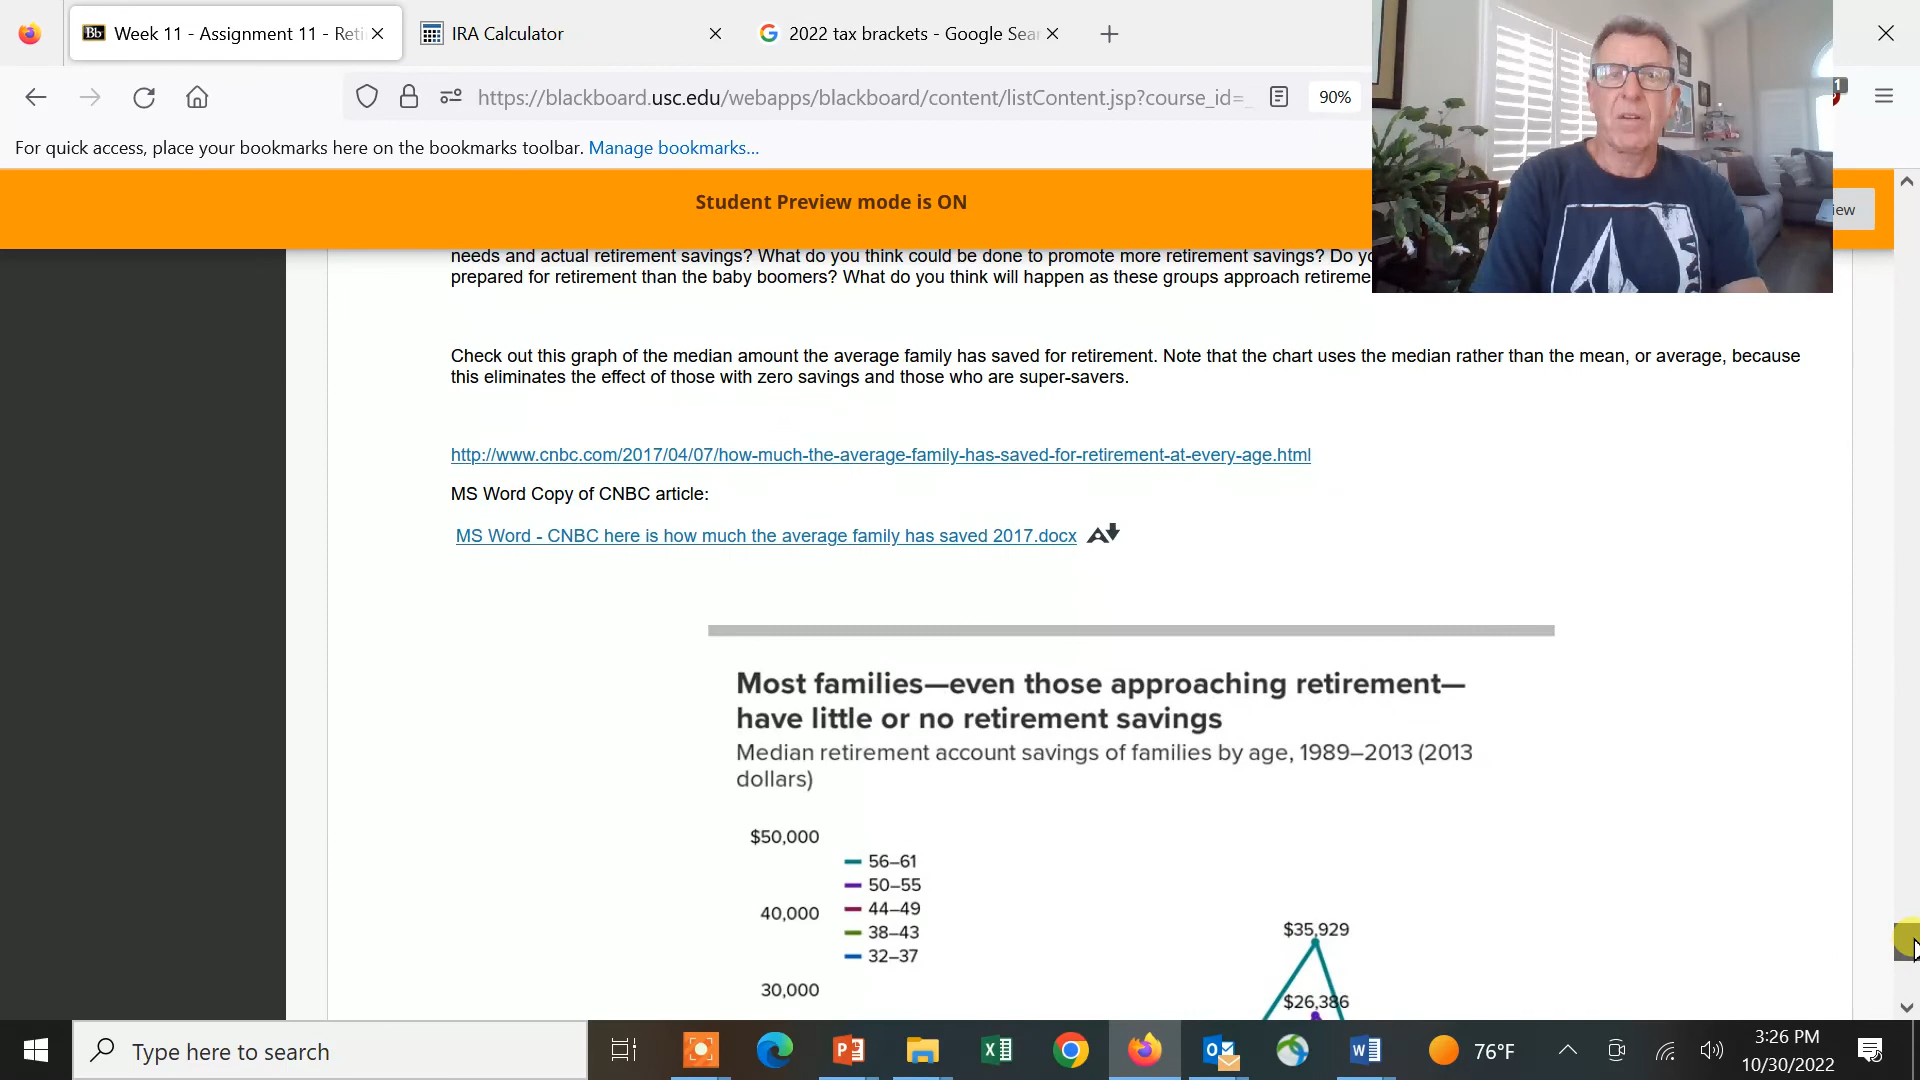 Week 11 - Assignment 11 - Reti
IRA Calculator
2022 tax brackets - Google Sea
https://blackboard.usc.edu/webapps/blackboard/content/listContent.jsp?course_id=_
90%
1
For quick access, place your bookmarks here on the bookmarks toolbar. Manage bookmarks...
Student Preview mode is ON
iew
needs and actual retirement savings? What do you think could be done to promote more retirement savings? Do yo
prepared for retirement than the baby boomers? What do you think will happen as these groups approach retireme
Check out this graph of the median amount the average family has saved for retirement. Note that the chart uses the median rather than the mean, or average, because
this eliminates the effect of those with zero savings and those who are super-savers.
http://www.cnbc.com/2017/04/07/how-much-the-average-family-has-saved-for-retirement-at-every-age.html
MS Word Copy of CNBC article:
MS Word - CNBC here is how much the average family has saved 2017.docx
Most families—even those approaching retirement—
have little or no retirement savings
Median retirement account savings of families by age, 1989–2013 (2013
dollars)
$50,000
56–61
50–55
40,000
44–49
38–43
$35,929
32–37
30,000
$26,386
Type here to search
76°F
3:26 PM
10/30/2022